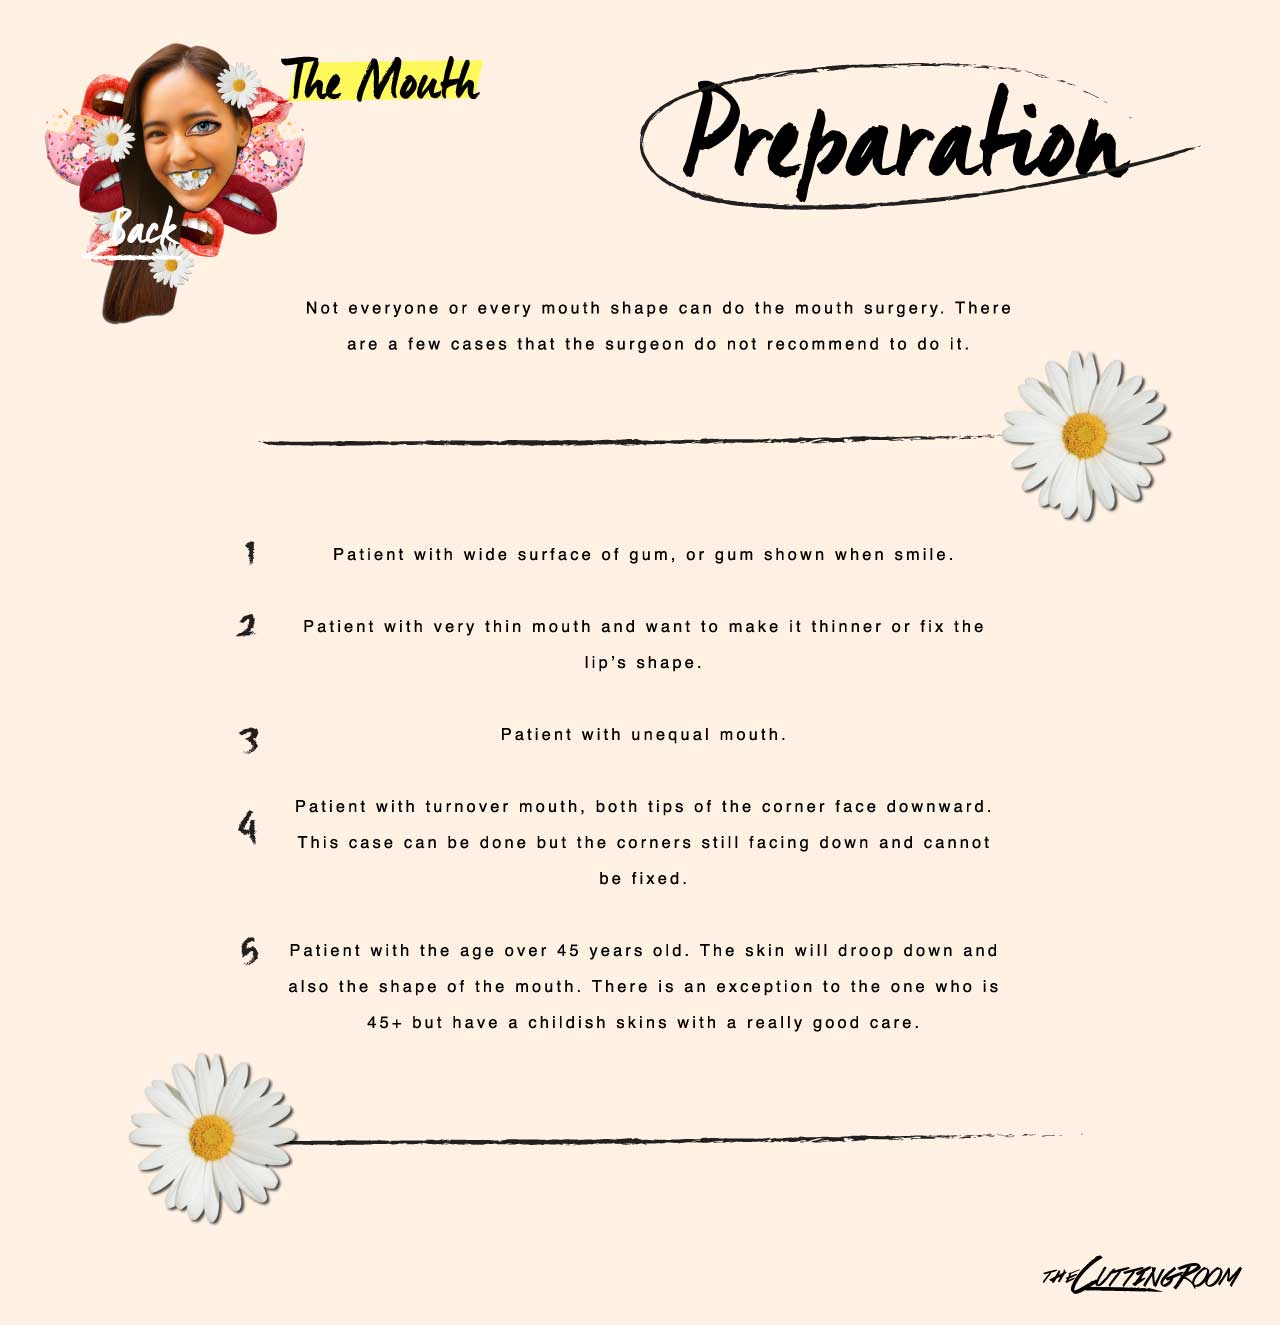 The Mouth
Preparation
Back
Not everyone or every mouth shape can do the mouth surgery. There
are a few cases that the surgeon do not recommend to do it.
1 Patient with wide surface of gum, or gum shown when smile.
2 Patient with very thin mouth and want to make it thinner or fix the
lip’s shape.
3 Patient with unequal mouth.
Patient with turnover mouth, both tips of the corner face downward.
4 This case can be done but the corners still facing down and cannot
be fixed.
5 Patient with the age over 45 years old. The skin will droop down and
also the shape of the mouth. There is an exception to the one who is
45+ but have a childish skins with a really good care.
THE CUTTING ROOM